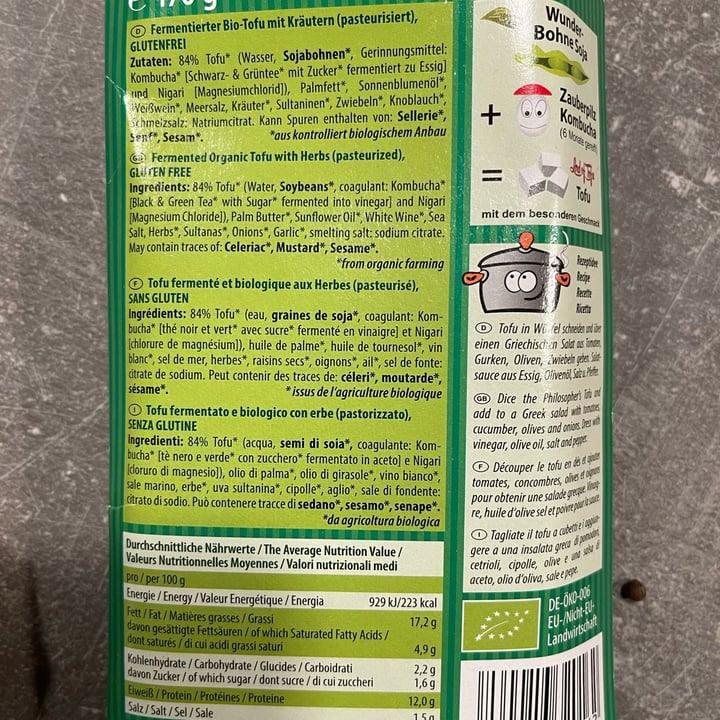 ℮ 170 g
D Fermentierter Bio-Tofu mit Kräutern (pasteurisiert),
GLUTENFREI
Zutaten: 84% Tofu* (Wasser, Sojabohnen*, Gerinnungsmittel:
Kombucha* [Schwarz- & Grüntee* mit Zucker* fermentiert zu Essig]
und Nigari [Magnesiumchlorid]), Palmfett*, Sonnenblumenöl*,
Weißwein*, Meersalz, Kräuter*, Sultaninen*, Zwiebeln*, Knoblauch*,
Schmelzsalz: Natriumcitrat. Kann Spuren enthalten von: Sellerie*,
Senf*, Sesam*.
*aus kontrolliert biologischem Anbau
GB Fermented Organic Tofu with Herbs (pasteurized),
GLUTEN FREE
Ingredients: 84% Tofu* (Water, Soybeans*, coagulant: Kombucha*
[Black & Green Tea* with Sugar* fermented into vinegar] and Nigari
[Magnesium Chloride]), Palm Butter*, Sunflower Oil*, White Wine*, Sea
Salt, Herbs*, Sultanas*, Onions*, Garlic*, smelting salt: sodium citrate.
May contain traces of: Celeriac*, Mustard*, Sesame*.
*from organic farming
F Tofu fermenté et biologique aux Herbes (pasteurisé),
SANS GLUTEN
Ingrédients: 84% Tofu* (eau, graines de soja*, coagulant: Kom-
bucha* [thé noir et vert* avec sucre* fermenté en vinaigre] et Nigari
[chlorure de magnésium]), huile de palme*, huile de tournesol*, vin
blanc*, sel de mer, herbes*, raisins secs*, oignons*, ail*, sel de fonte:
citrate de sodium. Peut contenir des traces de: céleri*, moutarde*,
sésame*.
*issus de l'agriculture biologique
I Tofu fermentato e biologico con erbe (pastorizzato),
SENZA GLUTINE
Ingredienti: 84% Tofu* (acqua, semi di soia*, coagulante: Kom-
bucha* [tè nero e verde* con zucchero* fermentato in aceto] e Nigari
[cloruro di magnesio]), olio di palma*, olio di girasole*, vino bianco*,
sale marino, erbe*, uva sultanina*, cipolle*, aglio*, sale di fondente:
citrato di sodio. Può contenere tracce di sedano*, sesamo*, senape*.
*da agricoltura biologica
Durchschnittliche Nährwerte / The Average Nutrition Value /
Valeurs Nutritionnelles Moyennes / Valori nutrizionali medi
pro / per 100 g
Energie / Energy / Valeur Energétique / Energia 929 kJ/223 kcal
Fett / Fat / Matières grasses / Grassi 17,2 g
davon gesättigte Fettsäuren / of which Saturated Fatty Acids /
dont saturés / di cui acidi grassi saturi 4,9 g
Kohlenhydrate / Carbohydrate / Glucides / Carboidrati 2,2 g
davon Zucker / of which sugar / dont sucre / di cui zuccheri 1,6 g
Eiweiß / Protein / Protéines / Proteine 12,0 g
Salz / Salt / Sel / Sale 1,5 g
Wunder-
Bohne Soja
+
Zauberpilz
Kombucha
(6 Monate gereift)
=
Tofu
mit dem besonderen Geschmack
Rezeptidee
Recipe
Recette
Ricetta
D Tofu in Würfel schneiden und über
einen Griechischen Salat aus Tomaten,
Gurken, Oliven, Zwiebeln geben. Salat-
sauce aus Essig, Olivenöl, Salz u. Pfeffer.
GB Dice the Philosopher's Tofu and
add to a Greek salad with tomatoes,
cucumber, olives and onions. Dress with
vinegar, olive oil, salt and pepper.
F Découper le tofu en dés et ajouter
tomates, concombres, olives et oignons
pour obtenir une salade grecque. Vinaig-
re, huile d'olive sel et poivre pour la sauce.
I Tagliate il tofu a cubetti e i aggiun-
gere a una insalata greca di pomodori,
cetrioli, cipolle, olive e una salsa di
aceto, olio d'oliva, sale e pepe.
DE-ÖKO-006
EU-/Nicht-EU-
Landwirtschaft